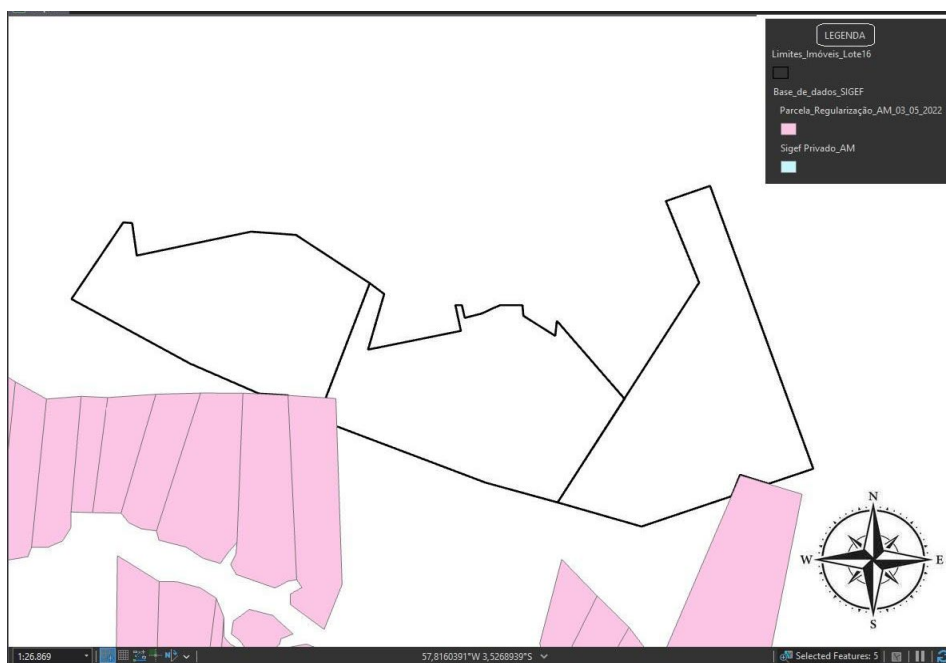 LEGENDA
Limites_Imóveis_Lote16
Base_de_dados_SIGEF
Parcela_Regularização_AM_03_05_2022
Sigef Privado_AM
N
W E
S
1:26.869
57,8160391°W 3,5268939°S
Selected Features: 5